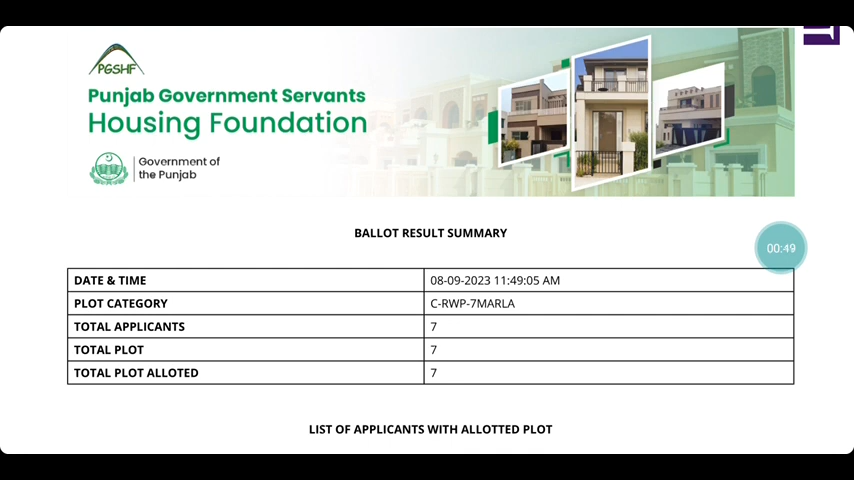 PGSHF
Punjab Government Servants
Housing Foundation
Government of
the Punjab
BALLOT RESULT SUMMARY
00:49
DATE & TIME 08-09-2023 11:49:05 AM
PLOT CATEGORY C-RWP-7MARLA
TOTAL APPLICANTS 7
TOTAL PLOT 7
TOTAL PLOT ALLOTED 7
LIST OF APPLICANTS WITH ALLOTTED PLOT